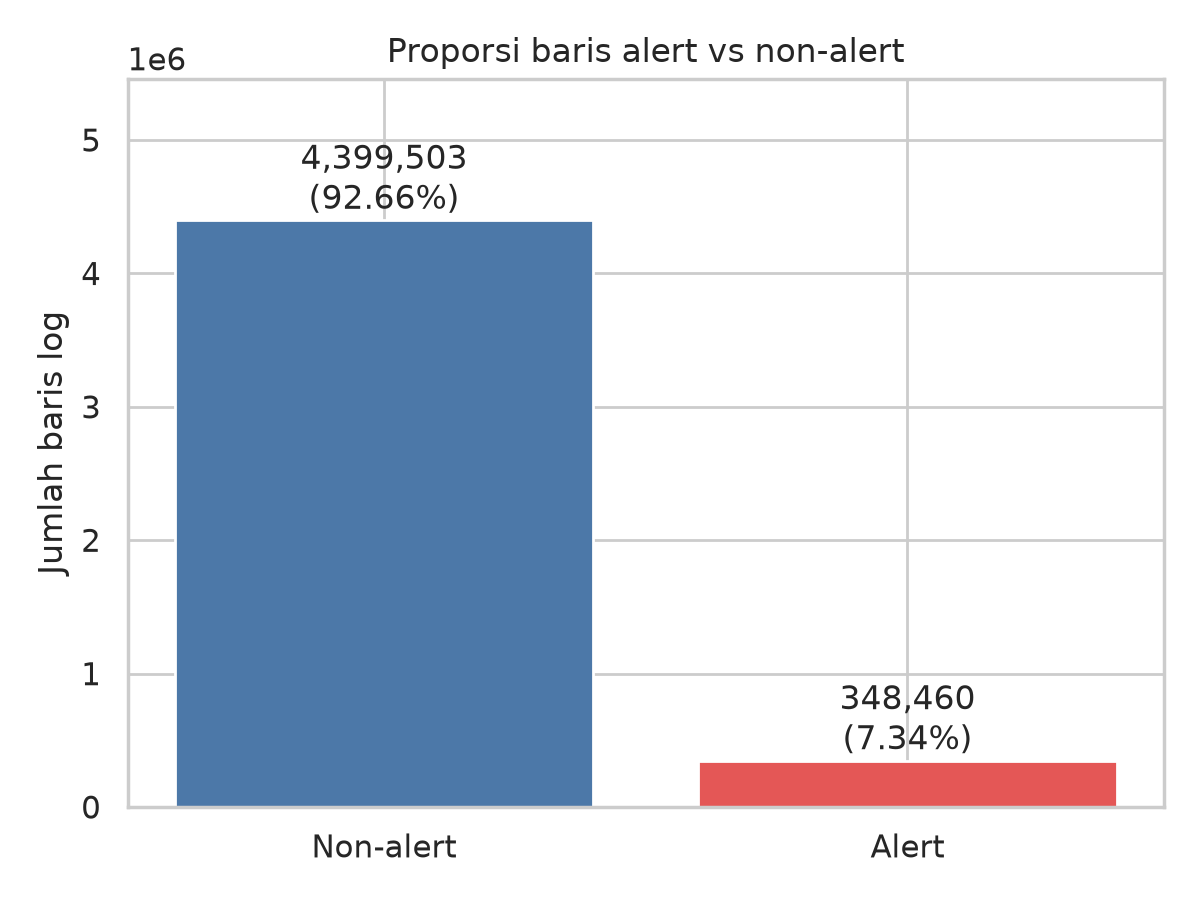 Proporsi baris alert vs non-alert
1e6
5
4
3
2
1
0
Jumlah baris log
4,399,503
(92.66%)
348,460
(7.34%)
Non-alert
Alert